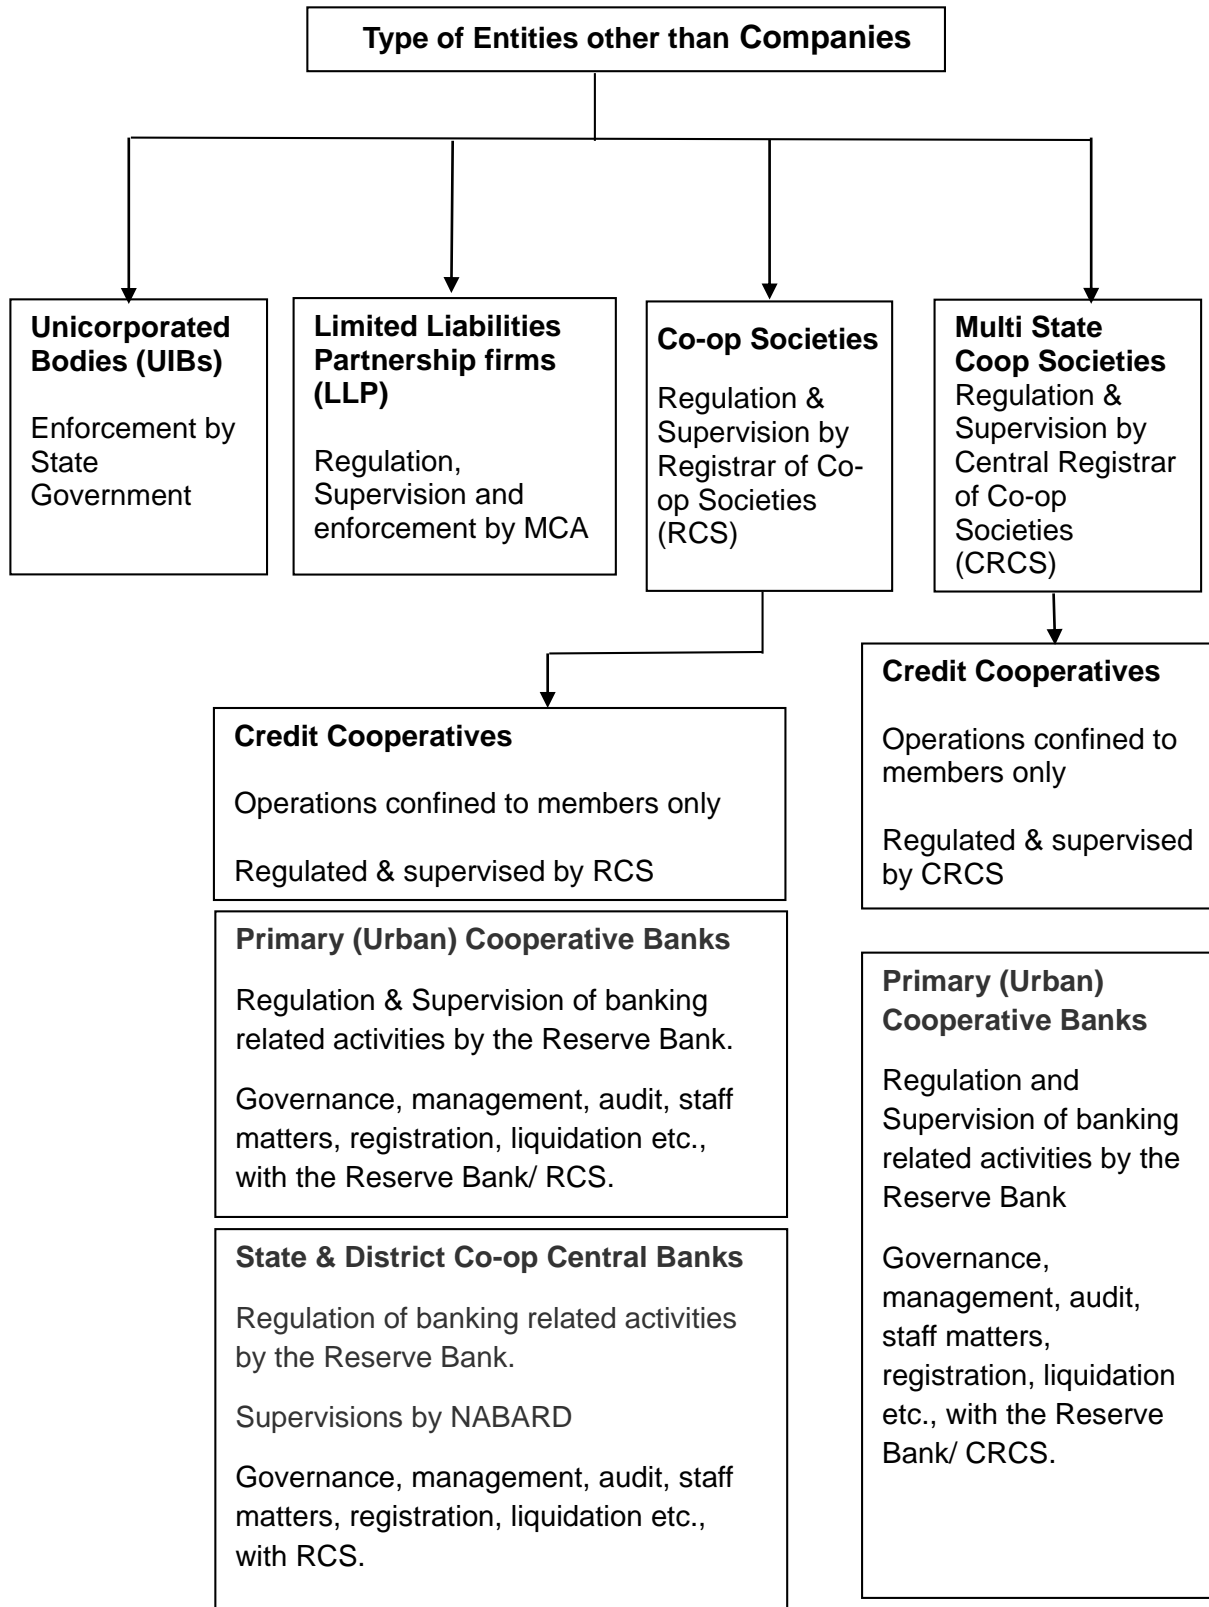 Type of Entities other than Companies
Unicorporated
Bodies (UIBs)
Enforcement by
State
Government
Limited Liabilities
Partnership firms
(LLP)
Regulation,
Supervision and
enforcement by MCA
Co-op Societies
Regulation &
Supervision by
Registrar of Co-
op Societies
(RCS)
Multi State
Coop Societies
Regulation &
Supervision by
Central Registrar
of Co-op
Societies
(CRCS)
Credit Cooperatives
Operations confined to members only
Regulated & supervised by RCS
Primary (Urban) Cooperative Banks
Regulation & Supervision of banking
related activities by the Reserve Bank.
Governance, management, audit, staff
matters, registration, liquidation etc.,
with the Reserve Bank/ RCS.
State & District Co-op Central Banks
Regulation of banking related activities
by the Reserve Bank.
Supervisions by NABARD
Governance, management, audit, staff
matters, registration, liquidation etc.,
with RCS.
Credit Cooperatives
Operations confined to
members only
Regulated & supervised
by CRCS
Primary (Urban)
Cooperative Banks
Regulation and
Supervision of banking
related activities by the
Reserve Bank
Governance,
management, audit,
staff matters,
registration, liquidation
etc., with the Reserve
Bank/ CRCS.